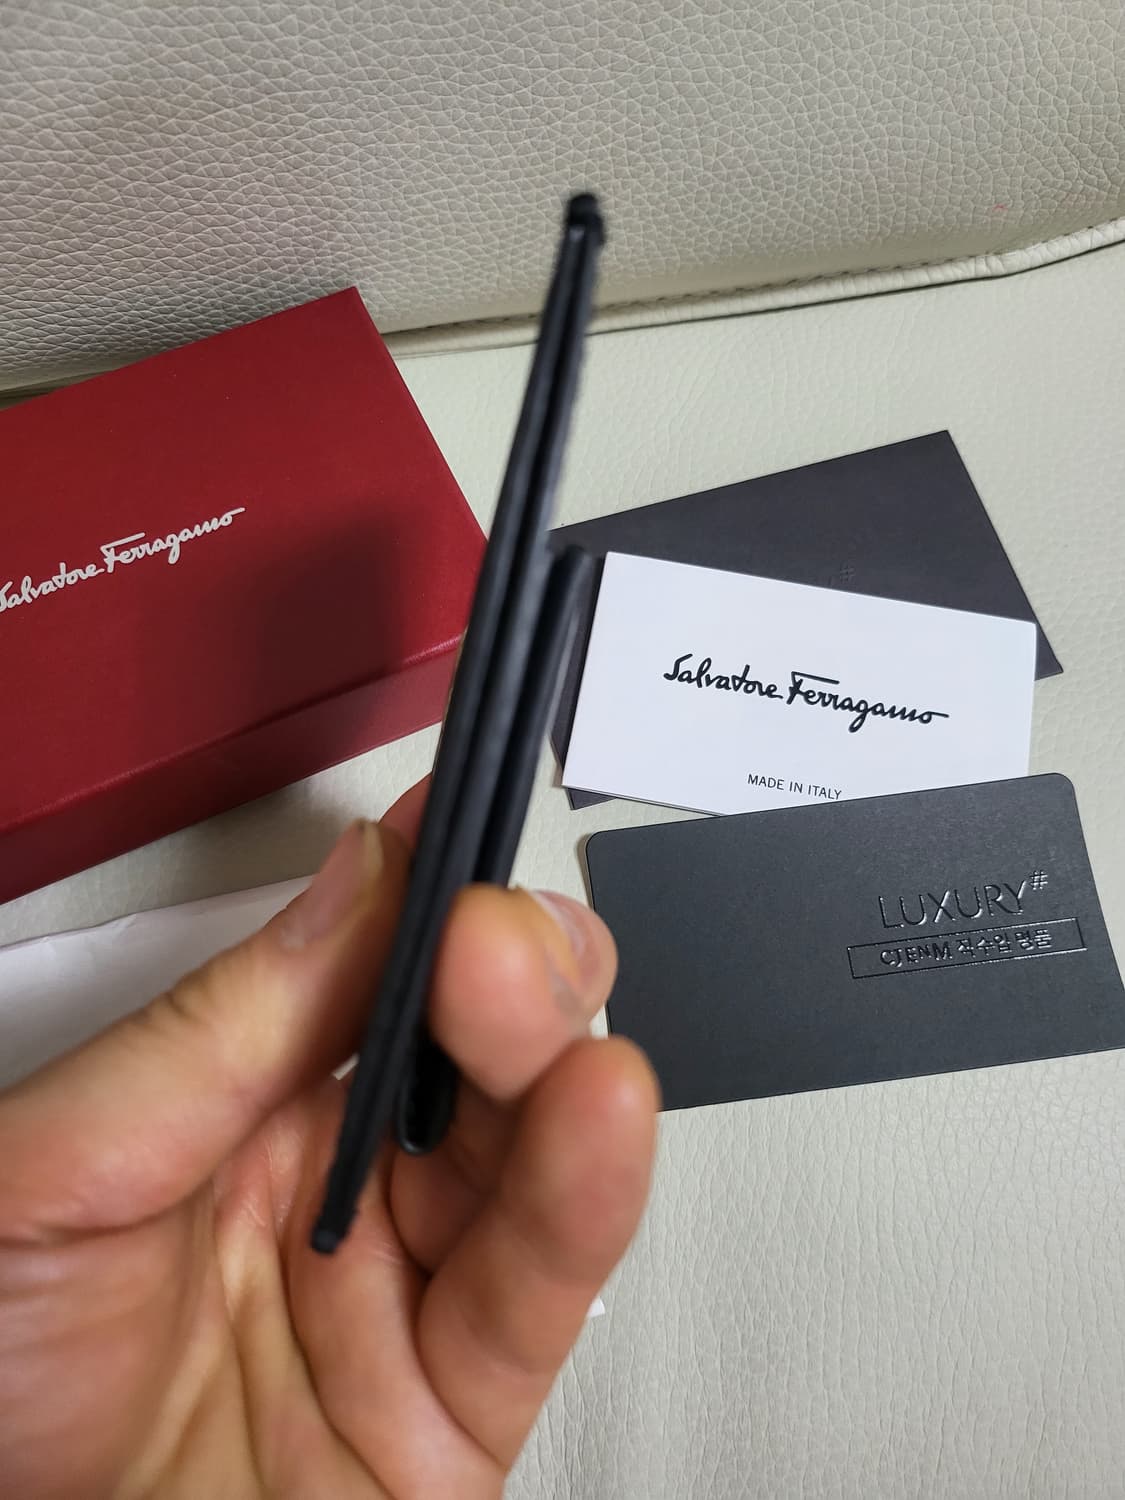 Salvatore Ferragamo
#
Salvatore Ferragamo
MADE IN ITALY
LUXURY#
CJENM 직수입 명품